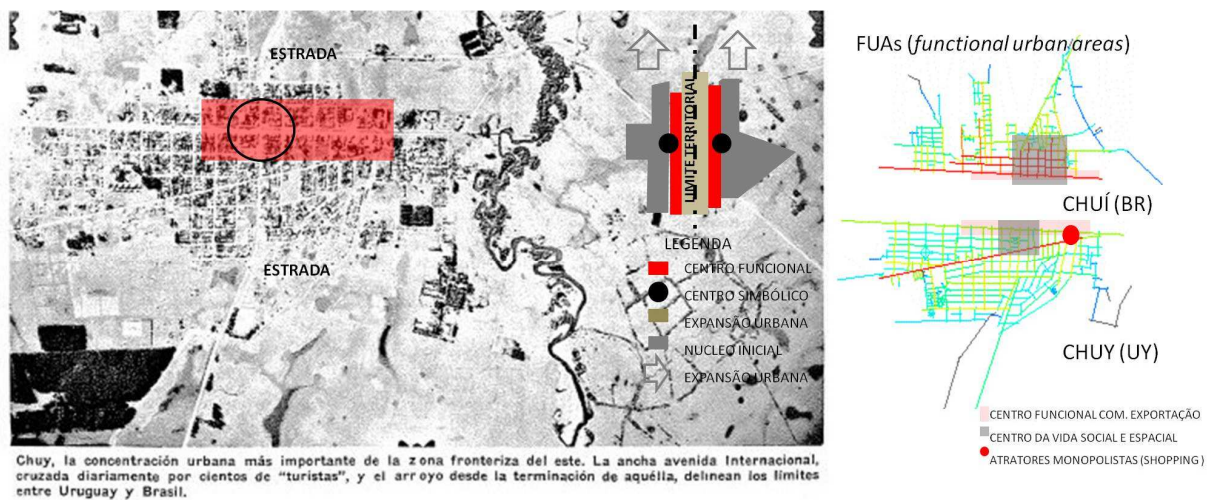 ESTRADA
ESTRADA
LIMITE TERRITORIAL
LEGENDA
CENTRO FUNCIONAL
CENTRO SIMBÓLICO
EXPANSÃO URBANA
NUCLEO INICIAL
EXPANSÃO URBANA
Chuy, la concentración urbana más importante de la zona fronteriza del este. La ancha avenida Internacional,
cruzada diariamente por cientos de "turistas", y el arroyo desde la terminación de aquélla, delinean los límites
entre Uruguay y Brasil.
FUAs (functional urban areas)
CHUÍ (BR)
CHUY (UY)
CENTRO FUNCIONAL COM. EXPORTAÇÃO
CENTRO DA VIDA SOCIAL E ESPACIAL
ATRATORES MONOPOLISTAS (SHOPPING )